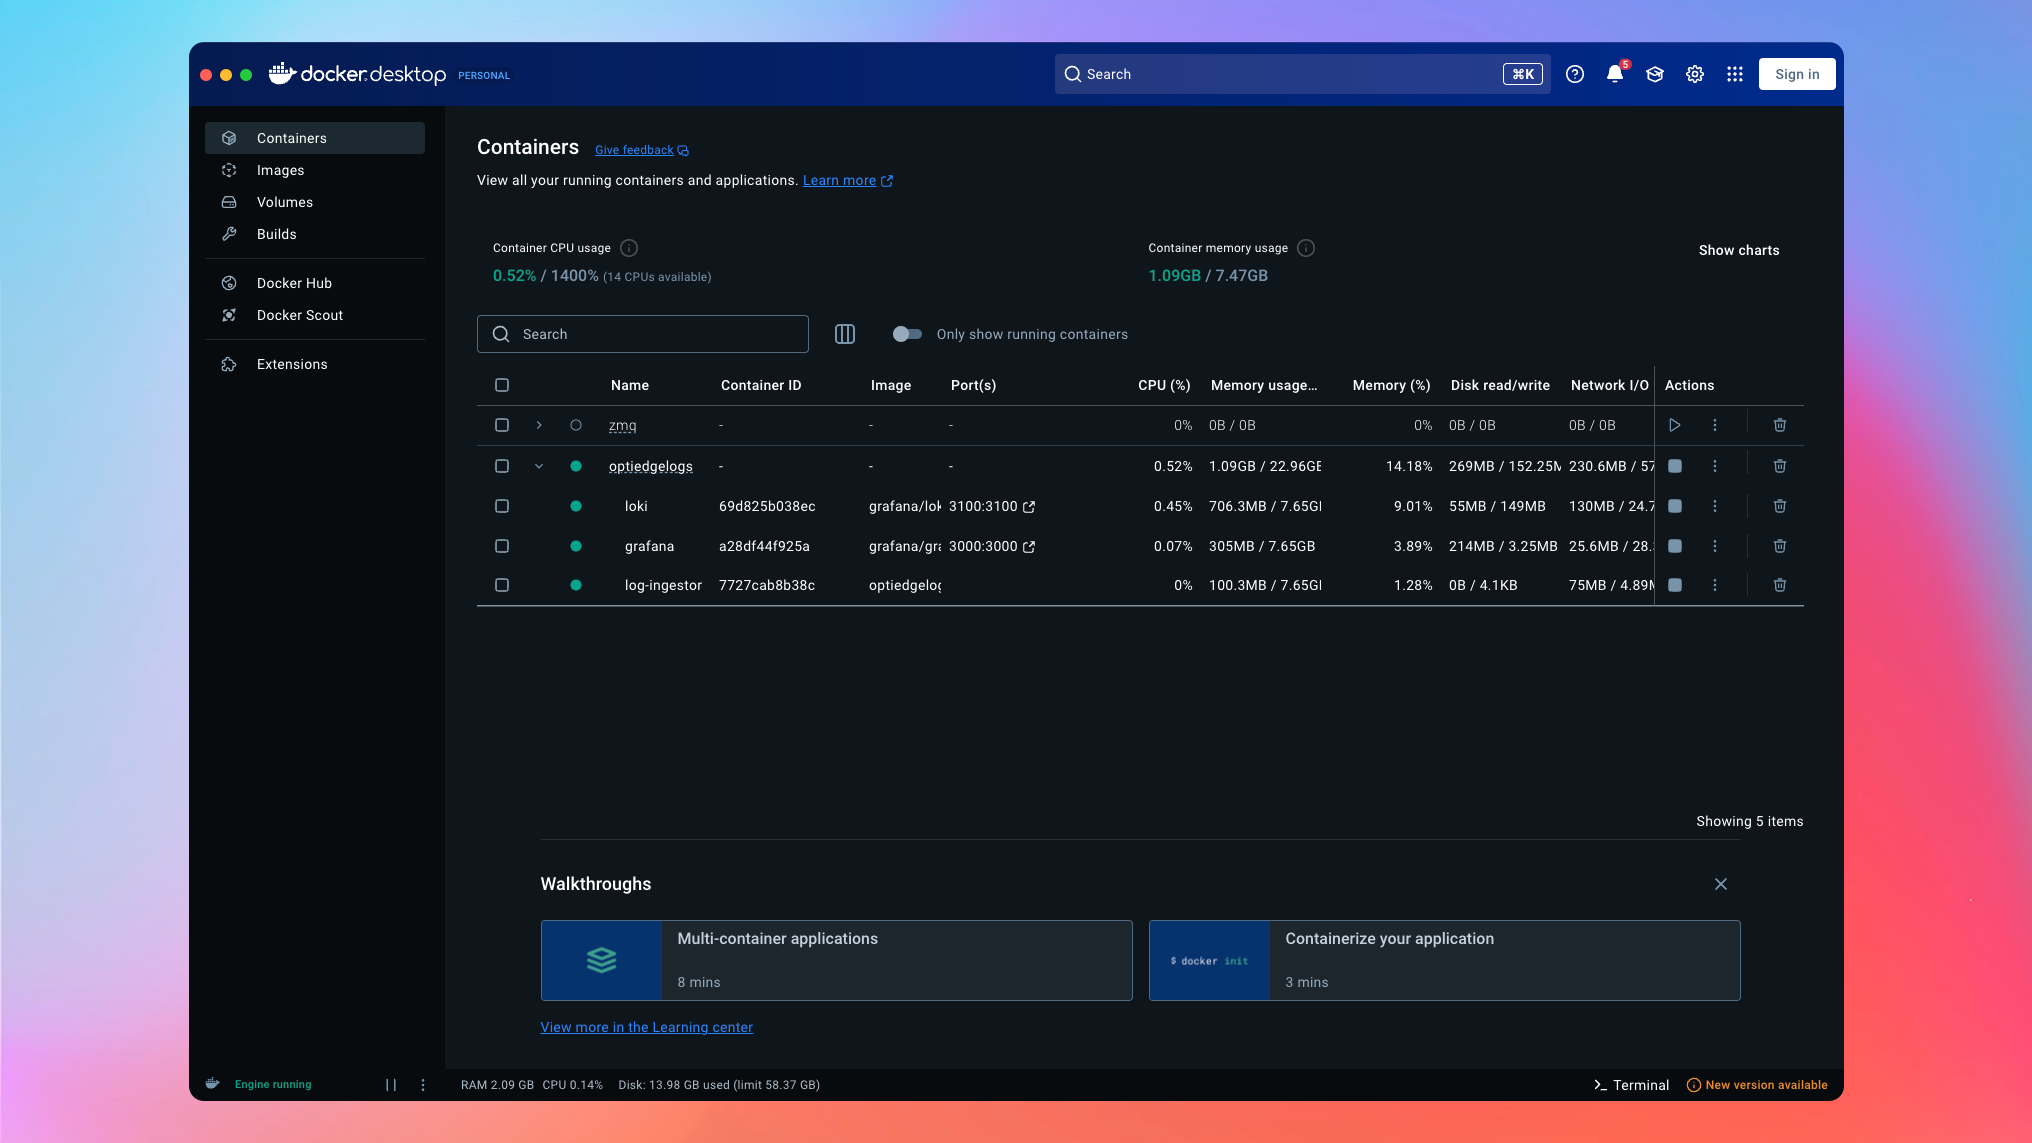 docker.desktop PERSONAL Search ⌘K 5 Sign in
Containers
Images
Volumes
Builds
Docker Hub
Docker Scout
Extensions
Containers Give feedback
View all your running containers and applications. Learn more
Container CPU usage
0.52% / 1400% (14 CPUs available)
Container memory usage
1.09GB / 7.47GB
Show charts
Search Only show running containers
Name Container ID Image Port(s) CPU (%) Memory usage... Memory (%) Disk read/write Network I/O Actions
zmq - - - 0% 0B / 0B 0% 0B / 0B 0B / 0B
optiedgelogs - - - 0.52% 1.09GB / 22.96GB 14.18% 269MB / 152.25M 230.6MB / 57
loki 69d825b038ec grafana/lok 3100:3100 0.45% 706.3MB / 7.65GB 9.01% 55MB / 149MB 130MB / 24.7
grafana a28df44f925a grafana/gra 3000:3000 0.07% 305MB / 7.65GB 3.89% 214MB / 3.25MB 25.6MB / 28.
log-ingestor 7727cab8b38c optiedgelog 0% 100.3MB / 7.65GB 1.28% 0B / 4.1KB 75MB / 4.89M
Showing 5 items
Walkthroughs
Multi-container applications
8 mins
$ docker init
Containerize your application
3 mins
View more in the Learning center
Engine running RAM 2.09 GB CPU 0.14% Disk: 13.98 GB used (limit 58.37 GB) >_ Terminal New version available